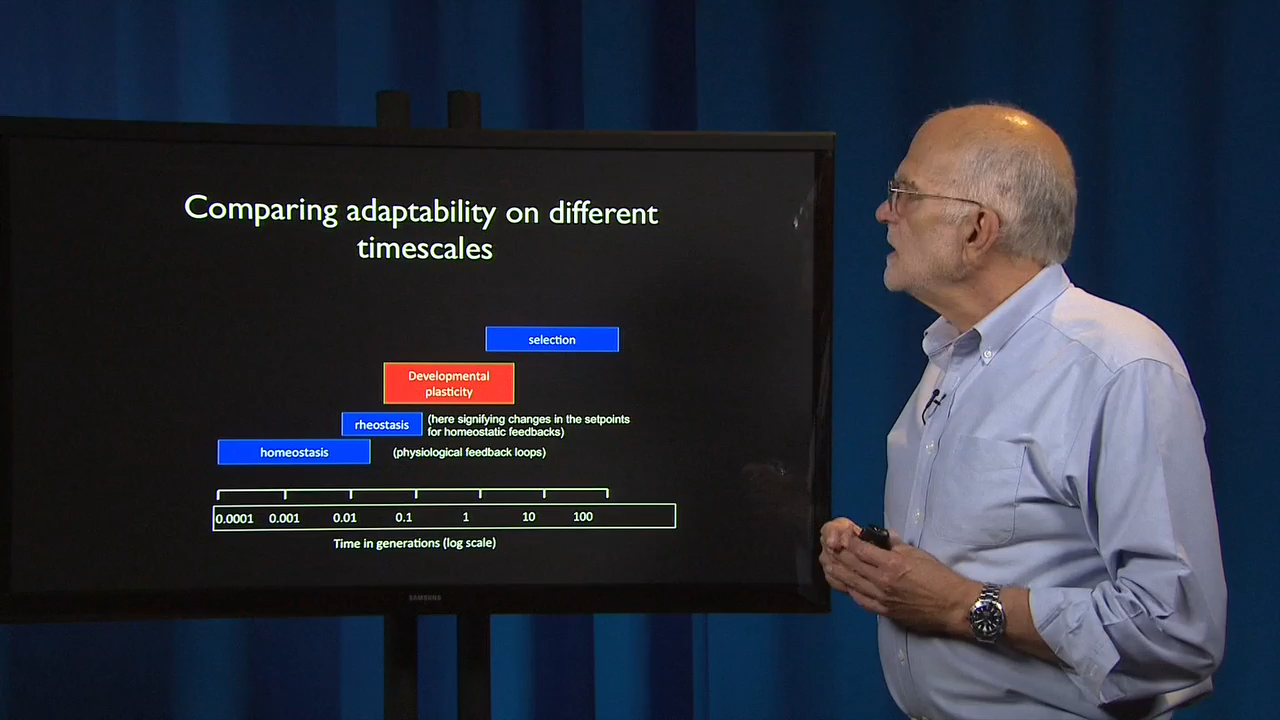 Comparing adaptability on different
timescales
selection
Developmental
plasticity
rheostasis
(here signifying changes in the setpoints
for homeostatic feedbacks)
homeostasis
(physiological feedback loops)
0.0001 0.001 0.01 0.1 1 10 100
Time in generations (log scale)
SAMSUNG